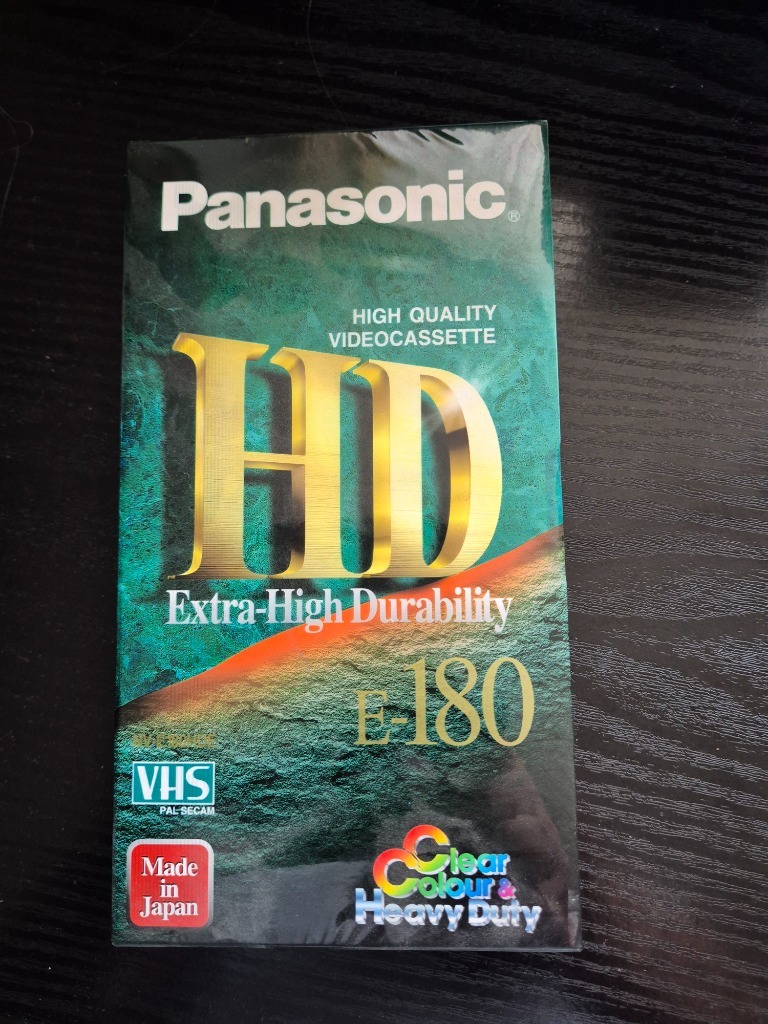 Panasonic®
HIGH QUALITY
VIDEOCASSETTE
HD
Extra-High Durability
E-180
VHS
PAL SECAM
Made
in
Japan
Clear
Colour &
Heavy Duty